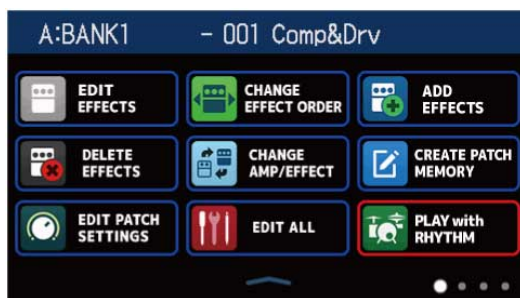 A:BANK1 - 001 Comp&Drv
EDIT
EFFECTS
CHANGE
EFFECT ORDER
ADD
EFFECTS
DELETE
EFFECTS
CHANGE
AMP/EFFECT
CREATE PATCH
MEMORY
EDIT PATCH
SETTINGS
EDIT ALL
PLAY with
RHYTHM